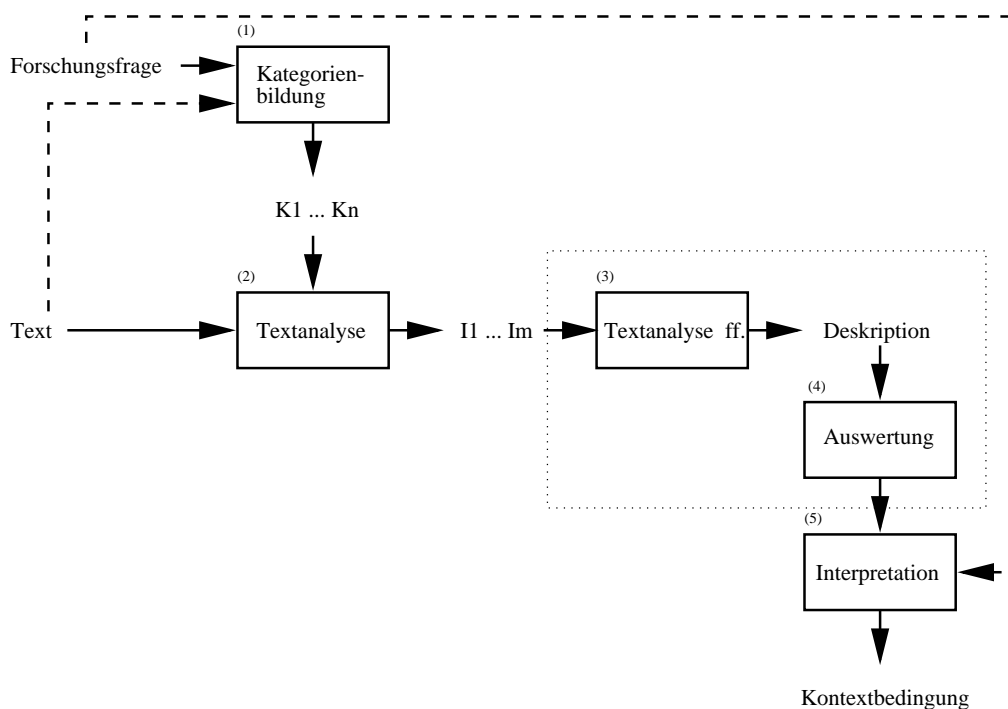 (1)
Forschungsfrage
Kategorien-
bildung
K1 ... Kn
(2)
Text
Textanalyse
I1 ... Im
(3)
Textanalyse ff.
Deskription
(4)
Auswertung
(5)
Interpretation
Kontextbedingung